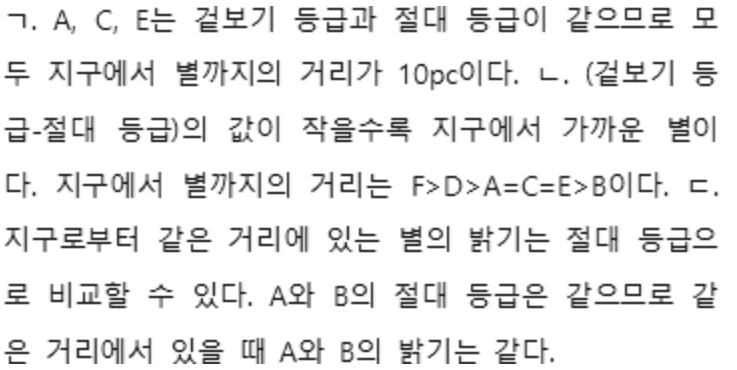 ㄱ. A, C, E는 겉보기 등급과 절대 등급이 같으므로 모
두 지구에서 별까지의 거리가 10pc이다. ㄴ. (겉보기 등
급-절대 등급)의 값이 작을수록 지구에서 가까운 별이
다. 지구에서 별까지의 거리는 F>D>A=C=E>B이다. ㄷ.
지구로부터 같은 거리에 있는 별의 밝기는 절대 등급으
로 비교할 수 있다. A와 B의 절대 등급은 같으므로 같
은 거리에서 있을 때 A와 B의 밝기는 같다.